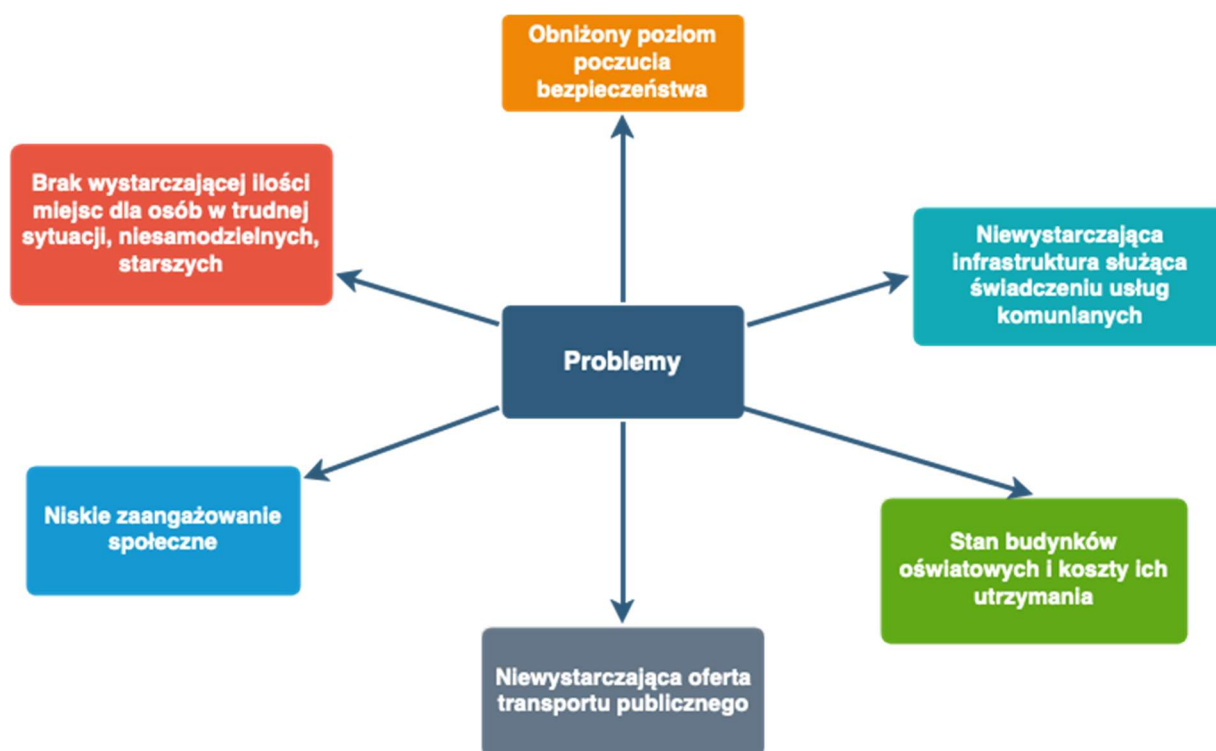 Obniżony poziom
poczucia
bezpieczeństwa
Brak wystarczającej ilości
miejsc dla osób w trudnej
sytuacji, niesamodzielnych,
starszych
Niewystarczająca
infrastruktura służąca
świadczeniu usług
komunlanych
Problemy
Niskie zaangażowanie
społeczne
Stan budynków
oświatowych i koszty ich
utrzymania
Niewystarczająca oferta
transportu publicznego